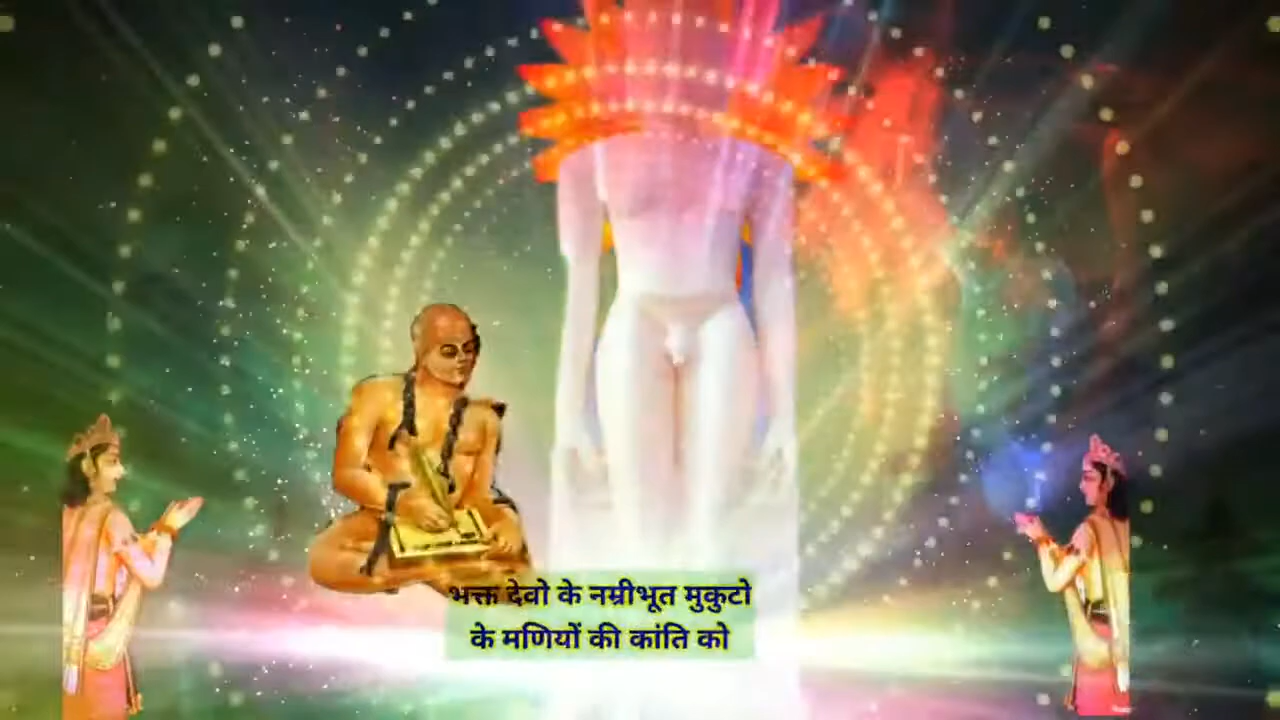 भक्त देवो के नम्रीभूत मुकुटो
के मणियों की कांति को